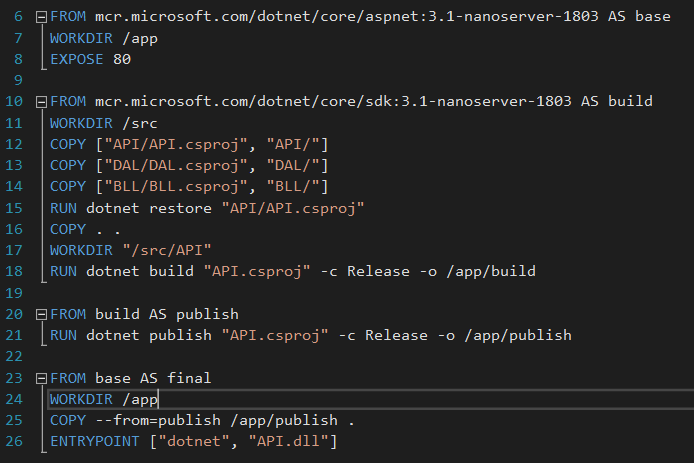 6 FROM mcr.microsoft.com/dotnet/core/aspnet:3.1-nanoserver-1803 AS base
7 WORKDIR /app
8 EXPOSE 80
9
10 FROM mcr.microsoft.com/dotnet/core/sdk:3.1-nanoserver-1803 AS build
11 WORKDIR /src
12 COPY ["API/API.csproj", "API/"]
13 COPY ["DAL/DAL.csproj", "DAL/"]
14 COPY ["BLL/BLL.csproj", "BLL/"]
15 RUN dotnet restore "API/API.csproj"
16 COPY . .
17 WORKDIR "/src/API"
18 RUN dotnet build "API.csproj" -c Release -o /app/build
19
20 FROM build AS publish
21 RUN dotnet publish "API.csproj" -c Release -o /app/publish
22
23 FROM base AS final
24 WORKDIR /app
25 COPY --from=publish /app/publish .
26 ENTRYPOINT ["dotnet", "API.dll"]